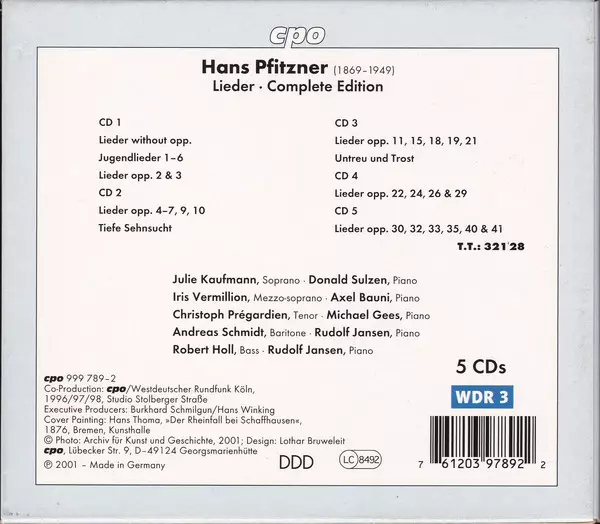 cpo
Hans Pfitzner (1869–1949)
Lieder · Complete Edition
CD 1
Lieder without opp.
Jugendlieder 1–6
Lieder opp. 2 & 3
CD 2
Lieder opp. 4–7, 9, 10
Tiefe Sehnsucht
CD 3
Lieder opp. 11, 15, 18, 19, 21
Untreu und Trost
CD 4
Lieder opp. 22, 24, 26 & 29
CD 5
Lieder opp. 30, 32, 33, 35, 40 & 41
T.T.: 321'28
Julie Kaufmann, Soprano · Donald Sulzen, Piano
Iris Vermillion, Mezzo-soprano · Axel Bauni, Piano
Christoph Prégardien, Tenor · Michael Gees, Piano
Andreas Schmidt, Baritone · Rudolf Jansen, Piano
Robert Holl, Bass · Rudolf Jansen, Piano
cpo 999 789–2
Co-Production: cpo/Westdeutscher Rundfunk Köln,
1996/97/98, Studio Stolberger Straße
Executive Producers: Burkhard Schmilgun/Hans Winking
Cover Painting: Hans Thoma, »Der Rheinfall bei Schaffhausen«,
1876, Bremen, Kunsthalle
© Photo: Archiv für Kunst und Geschichte, 2001; Design: Lothar Bruweleit
cpo, Lübecker Str. 9, D–49124 Georgsmarienhütte
℗ 2001 – Made in Germany
DDD
LC 8492
5 CDs
WDR 3
7 61203 97892 2